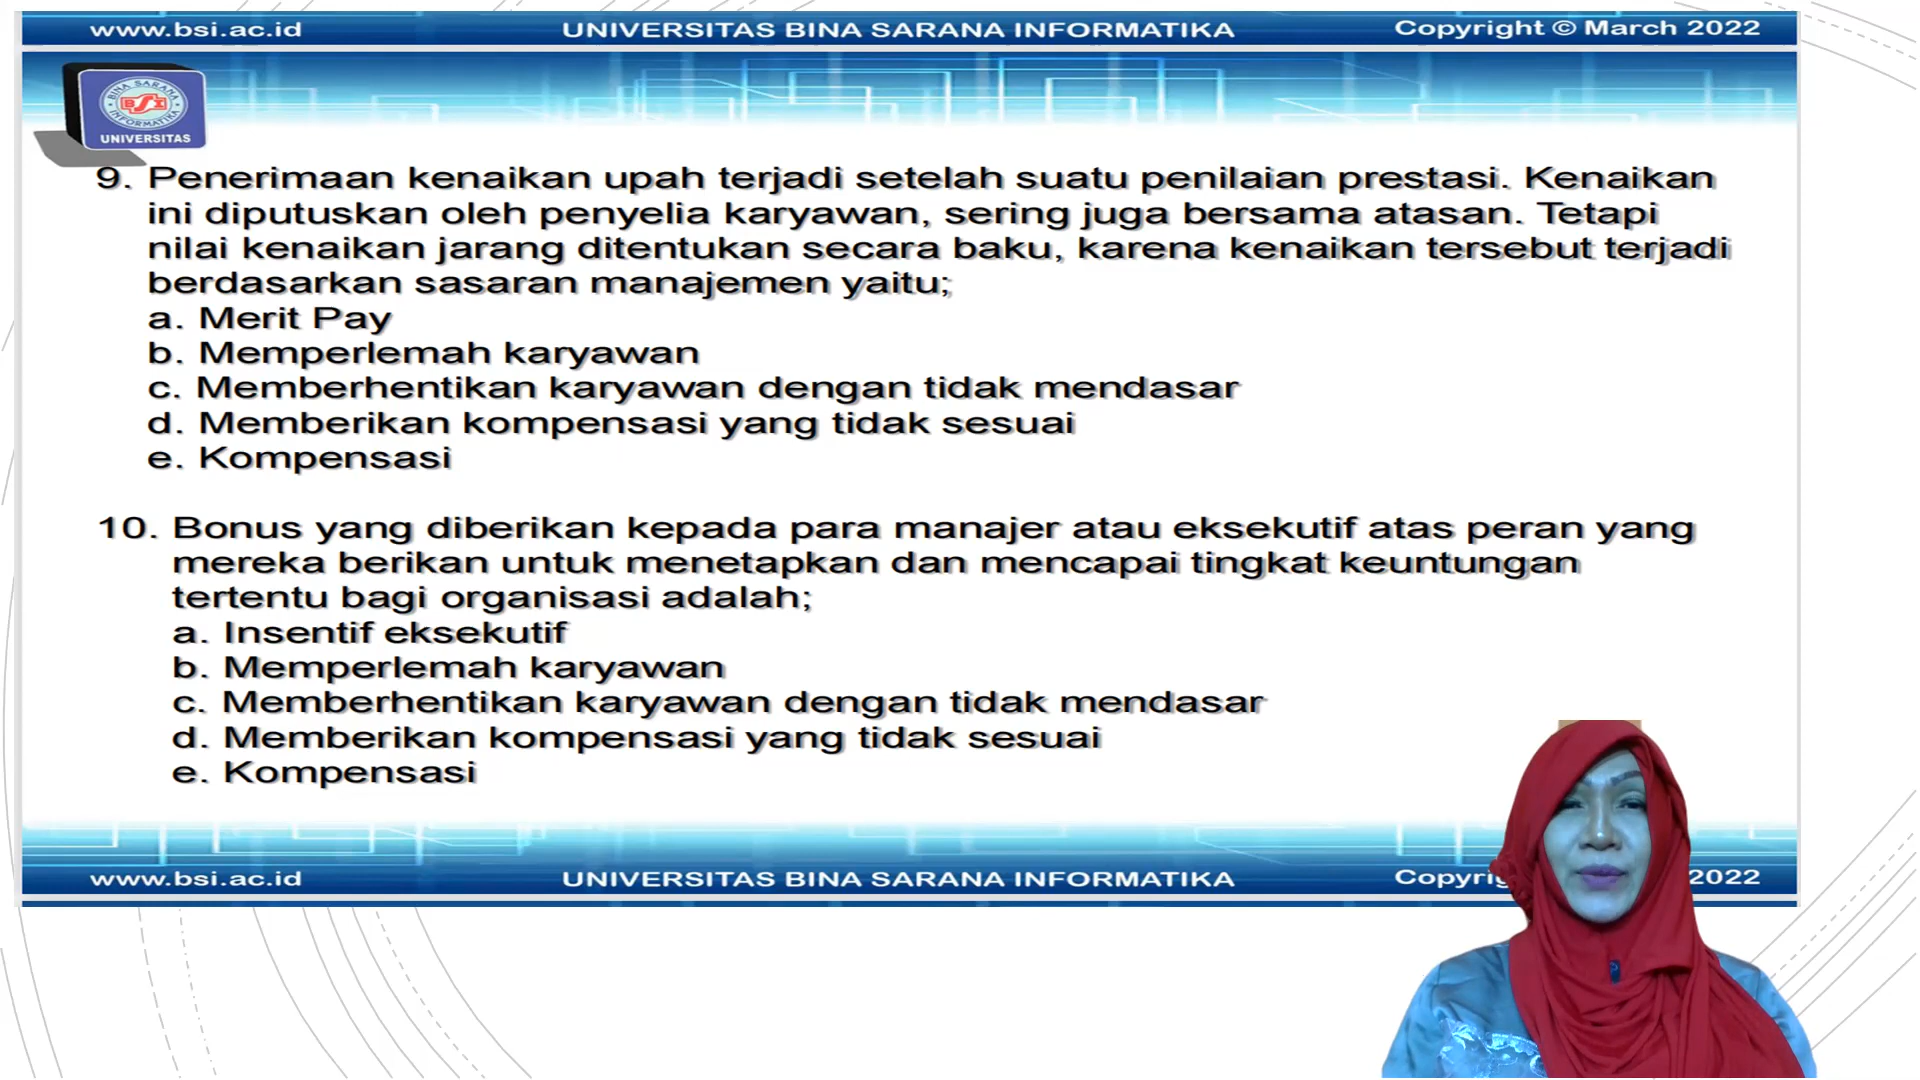 www.bsi.ac.id UNIVERSITAS BINA SARANA INFORMATIKA Copyright © March 2022
BINA SARANA
BSI
INFORMATIKA
UNIVERSITAS
9. Penerimaan kenaikan upah terjadi setelah suatu penilaian prestasi. Kenaikan
ini diputuskan oleh penyelia karyawan, sering juga bersama atasan. Tetapi
nilai kenaikan jarang ditentukan secara baku, karena kenaikan tersebut terjadi
berdasarkan sasaran manajemen yaitu;
a. Merit Pay
b. Memperlemah karyawan
c. Memberhentikan karyawan dengan tidak mendasar
d. Memberikan kompensasi yang tidak sesuai
e. Kompensasi
10. Bonus yang diberikan kepada para manajer atau eksekutif atas peran yang
mereka berikan untuk menetapkan dan mencapai tingkat keuntungan
tertentu bagi organisasi adalah;
a. Insentif eksekutif
b. Memperlemah karyawan
c. Memberhentikan karyawan dengan tidak mendasar
d. Memberikan kompensasi yang tidak sesuai
e. Kompensasi
www.bsi.ac.id UNIVERSITAS BINA SARANA INFORMATIKA 2022